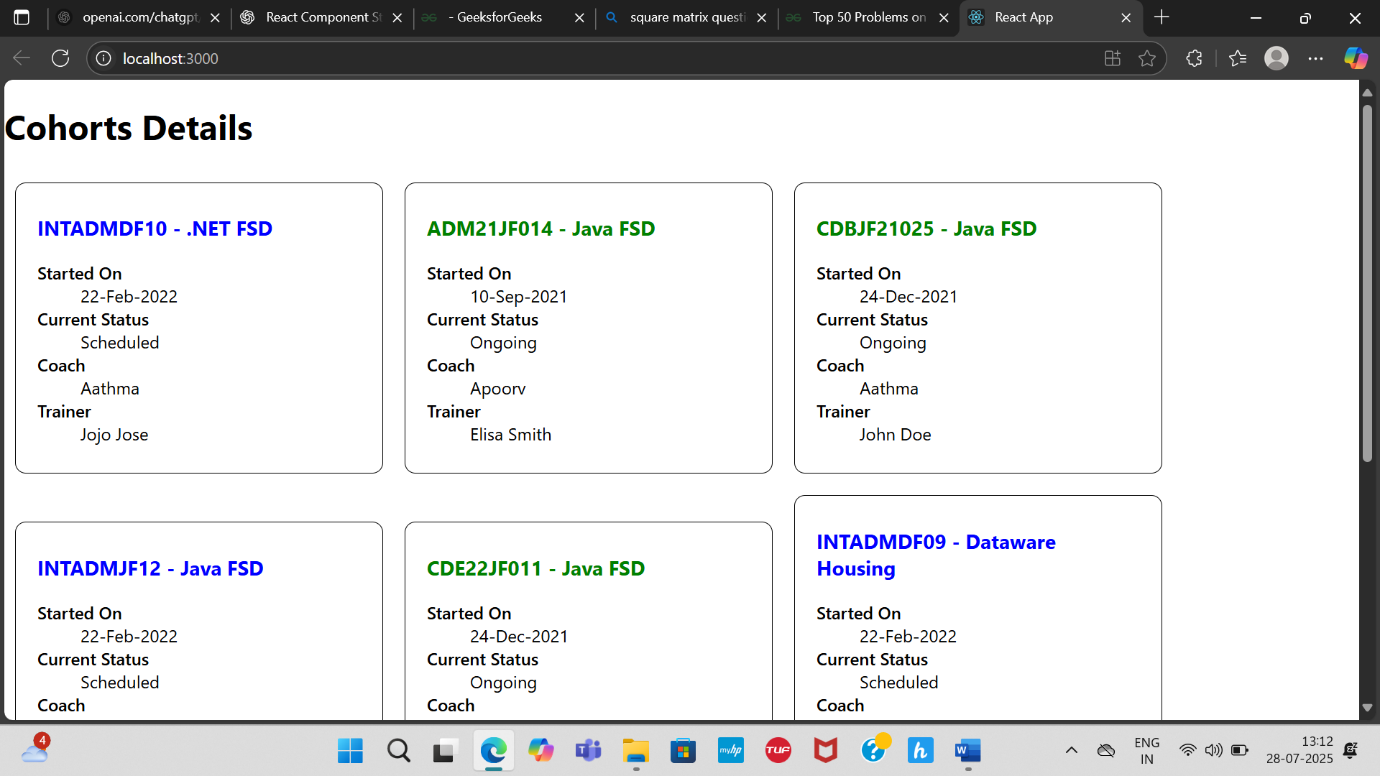 openai.com/chatgpt
React Component St
- GeeksforGeeks
square matrix questi
Top 50 Problems on
React App
localhost:3000
Cohorts Details
INTADMDF10 - .NET FSD
Started On
22-Feb-2022
Current Status
Scheduled
Coach
Aathma
Trainer
Jojo Jose
ADM21JF014 - Java FSD
Started On
10-Sep-2021
Current Status
Ongoing
Coach
Apoorv
Trainer
Elisa Smith
CDBJF21025 - Java FSD
Started On
24-Dec-2021
Current Status
Ongoing
Coach
Aathma
Trainer
John Doe
INTADMJF12 - Java FSD
Started On
22-Feb-2022
Current Status
Scheduled
Coach
CDE22JF011 - Java FSD
Started On
24-Dec-2021
Current Status
Ongoing
Coach
INTADMDF09 - Dataware
Housing
Started On
22-Feb-2022
Current Status
Scheduled
Coach
4
myhp
TUF
ENG
IN
13:12
28-07-2025